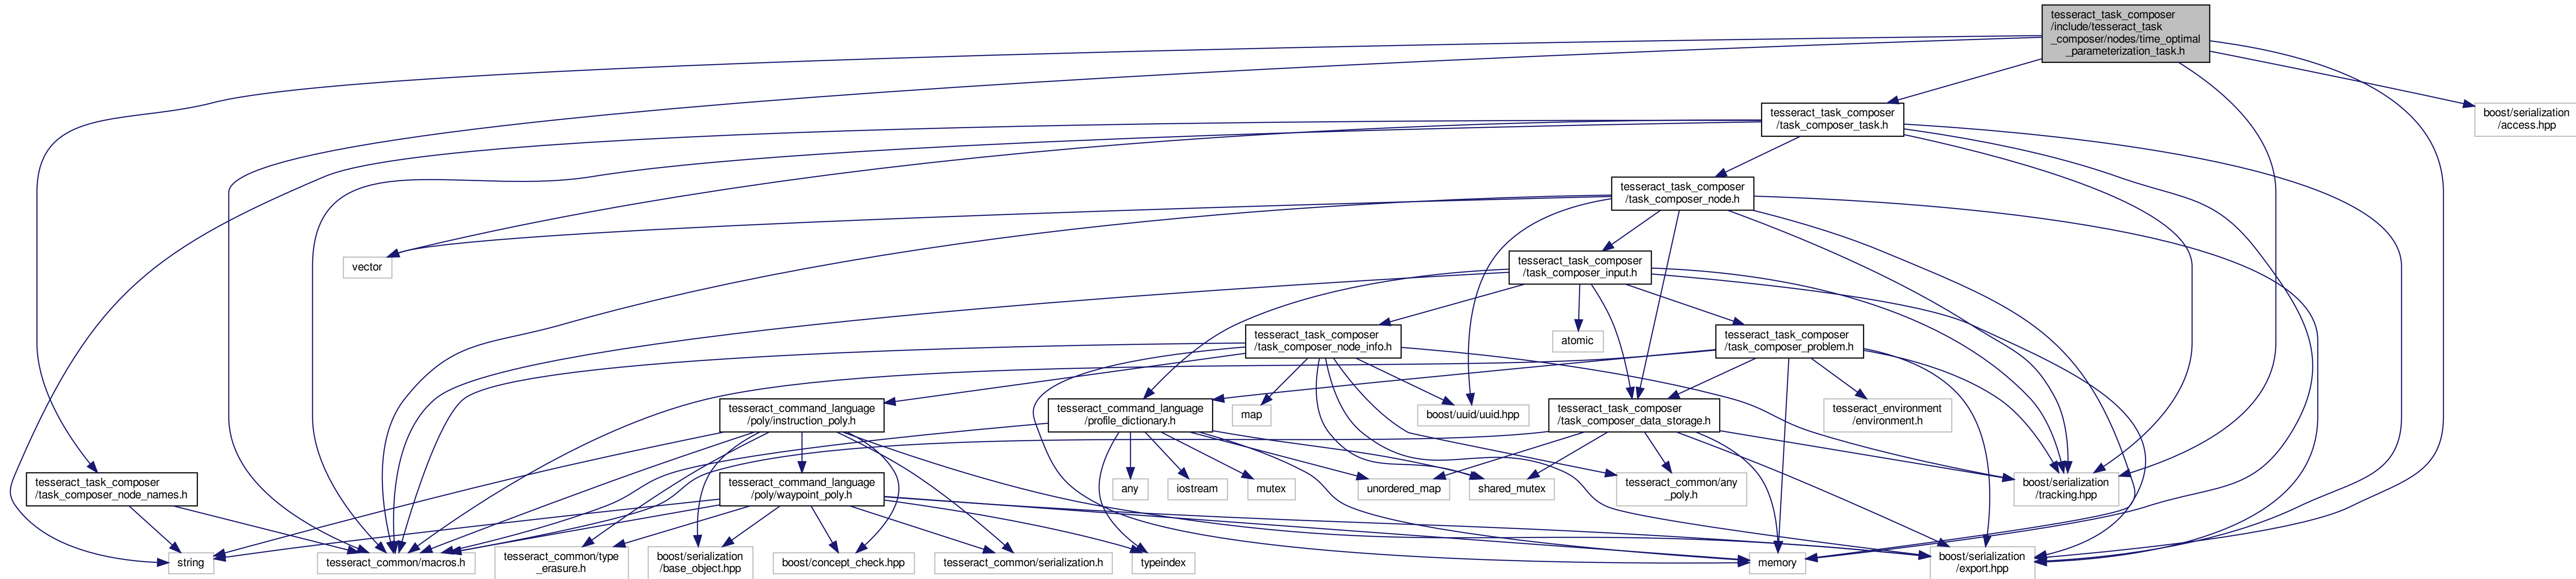 tesseract_task_composer
/include/tesseract_task
_composer/nodes/time_optimal
_parameterization_task.h
tesseract_task_composer
/task_composer_task.h
boost/serialization
/access.hpp
tesseract_task_composer
/task_composer_node.h
vector
tesseract_task_composer
/task_composer_input.h
tesseract_task_composer
/task_composer_node_info.h
atomic
tesseract_task_composer
/task_composer_problem.h
tesseract_command_language
/poly/instruction_poly.h
tesseract_command_language
/profile_dictionary.h
map
boost/uuid/uuid.hpp
tesseract_task_composer
/task_composer_data_storage.h
tesseract_environment
/environment.h
tesseract_task_composer
/task_composer_node_names.h
tesseract_command_language
/poly/waypoint_poly.h
any
iostream
mutex
unordered_map
shared_mutex
tesseract_common/any
_poly.h
boost/serialization
/tracking.hpp
string
tesseract_common/macros.h
tesseract_common/type
_erasure.h
boost/serialization
/base_object.hpp
boost/concept_check.hpp
tesseract_common/serialization.h
typeindex
memory
boost/serialization
/export.hpp